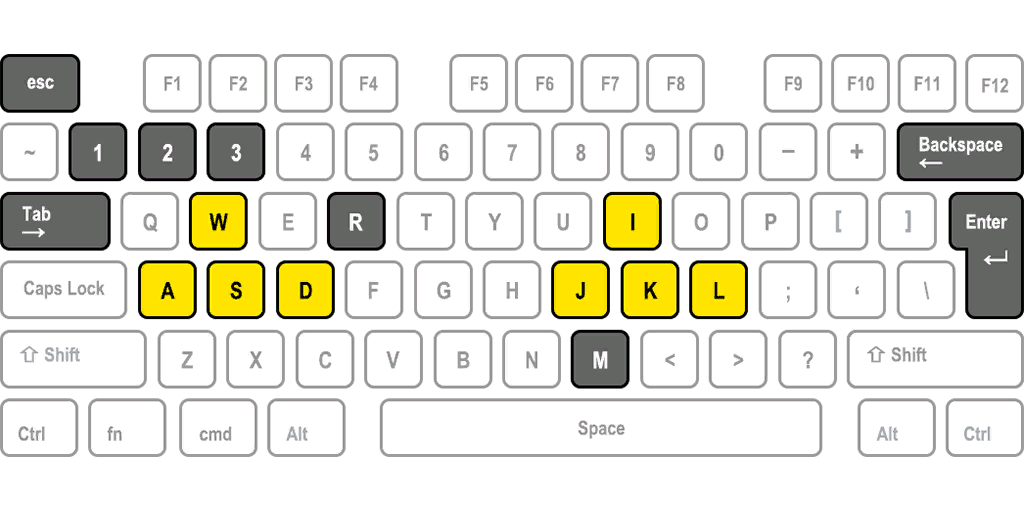 esc F1 F2 F3 F4 F5 F6 F7 F8 F9 F10 F11 F12
~ 1 2 3 4 5 6 7 8 9 0 − + Backspace ←
Tab → Q W E R T Y U I O P [ ] Enter ↵
Caps Lock A S D F G H J K L ; ‘ \
⇧ Shift Z X C V B N M < > ? ⇧ Shift
Ctrl fn cmd Alt Space Alt Ctrl